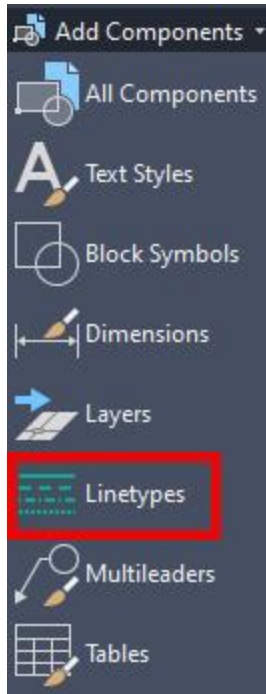 Add Components
All Components
Text Styles
Block Symbols
Dimensions
Layers
Linetypes
Multileaders
Tables